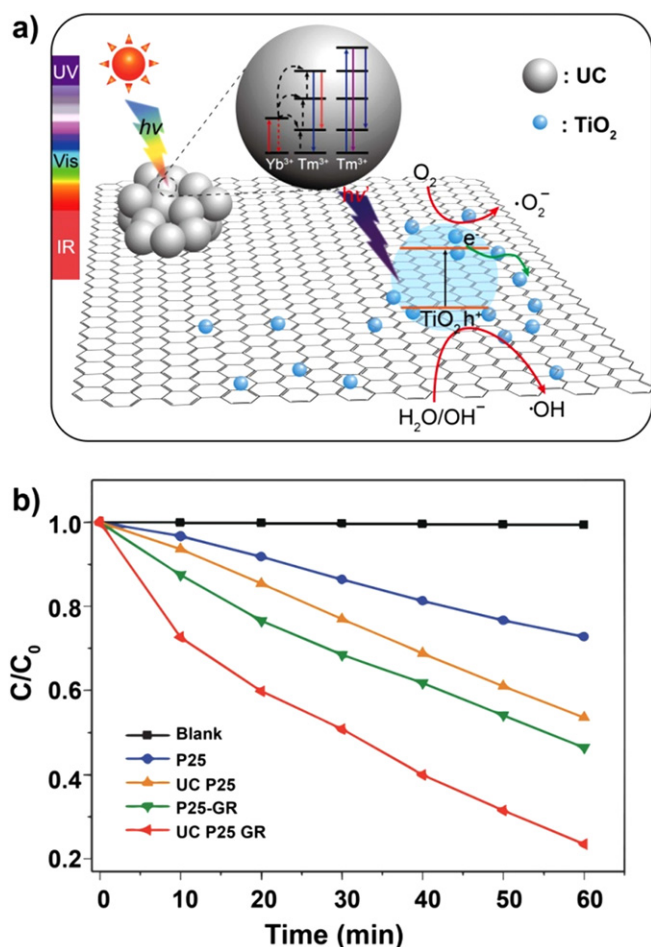 a)
UV
Vis
IR
hν
Yb³⁺ Tm³⁺ Tm³⁺
: UC
: TiO₂
hν'
O₂
·O₂⁻
e⁻
TiO₂ h⁺
H₂O/OH⁻
·OH
b)
C/C₀
1.0
0.8
0.6
0.4
0.2
Blank
P25
UC P25
P25-GR
UC P25 GR
0 10 20 30 40 50 60
Time (min)